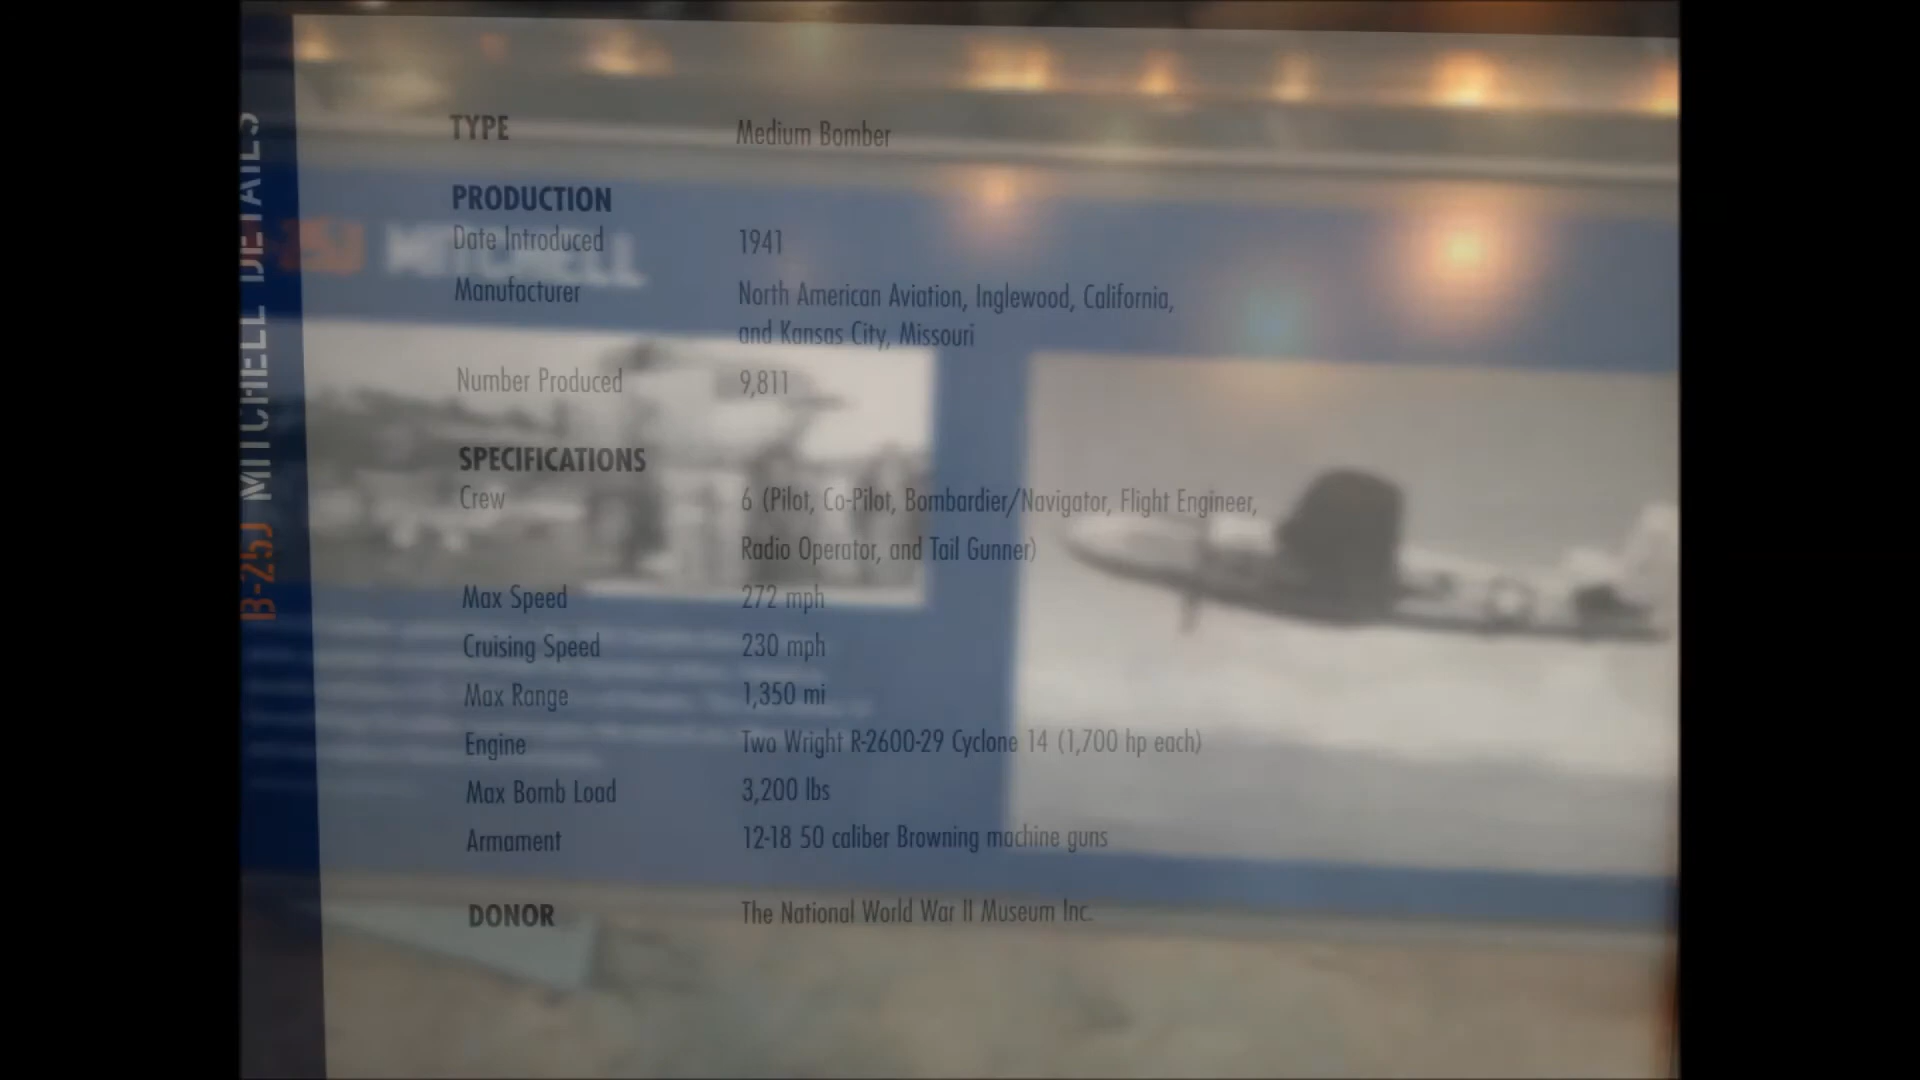 B-25J MITCHELL DETAILS
TYPE Medium Bomber
PRODUCTION
Date Introduced 1941
MITCHELL
Manufacturer North American Aviation, Inglewood, California,
and Kansas City, Missouri
Number Produced 9,811
SPECIFICATIONS
Crew 6 (Pilot, Co-Pilot, Bombardier/Navigator, Flight Engineer,
Radio Operator, and Tail Gunner)
Max Speed 272 mph
Cruising Speed 230 mph
Max Range 1,350 mi
Engine Two Wright R-2600-29 Cyclone 14 (1,700 hp each)
Max Bomb Load 3,200 lbs
Armament 12-18 50 caliber Browning machine guns
DONOR The National World War II Museum Inc.